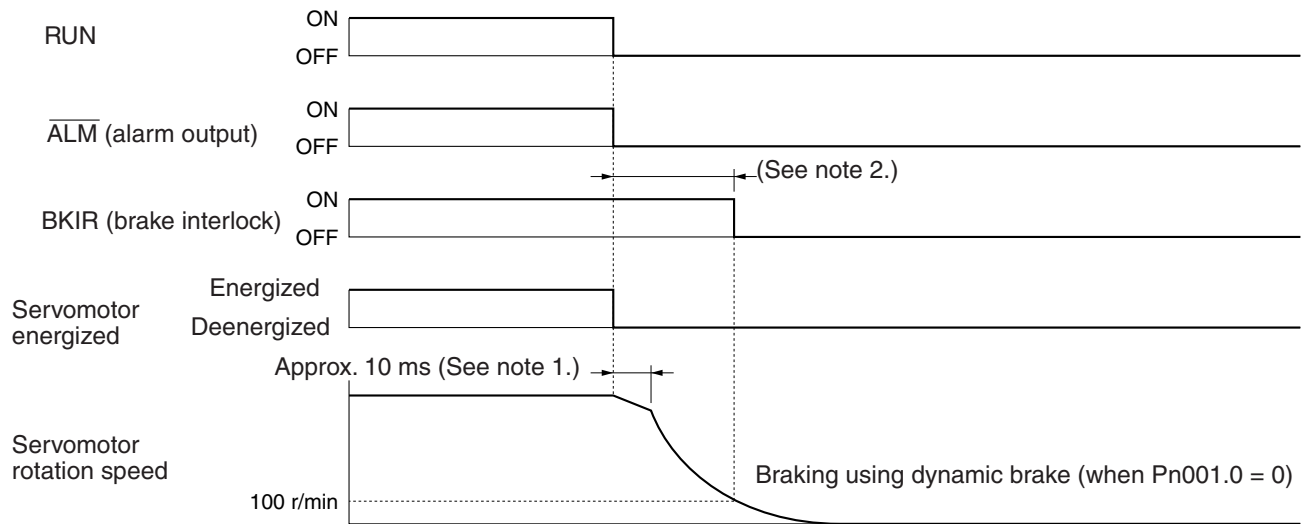 RUN
ON
OFF
ALM (alarm output)
ON
OFF
(See note 2.)
BKIR (brake interlock)
ON
OFF
Servomotor
energized
Energized
Deenergized
Approx. 10 ms (See note 1.)
Servomotor
rotation speed
Braking using dynamic brake (when Pn001.0 = 0)
100 r/min